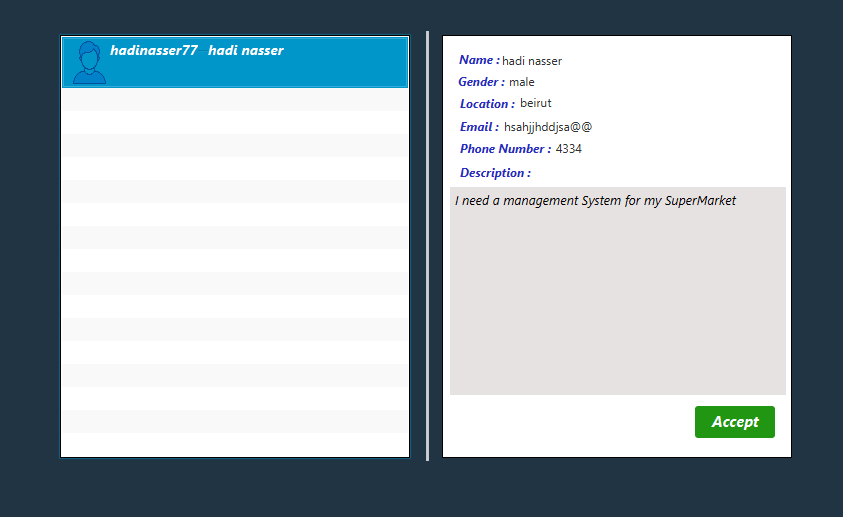 hadinasser77 hadi nasser
Name : hadi nasser
Gender : male
Location : beirut
Email : hsahjjhddjsa@@
Phone Number : 4334
Description :
I need a management System for my SuperMarket
Accept